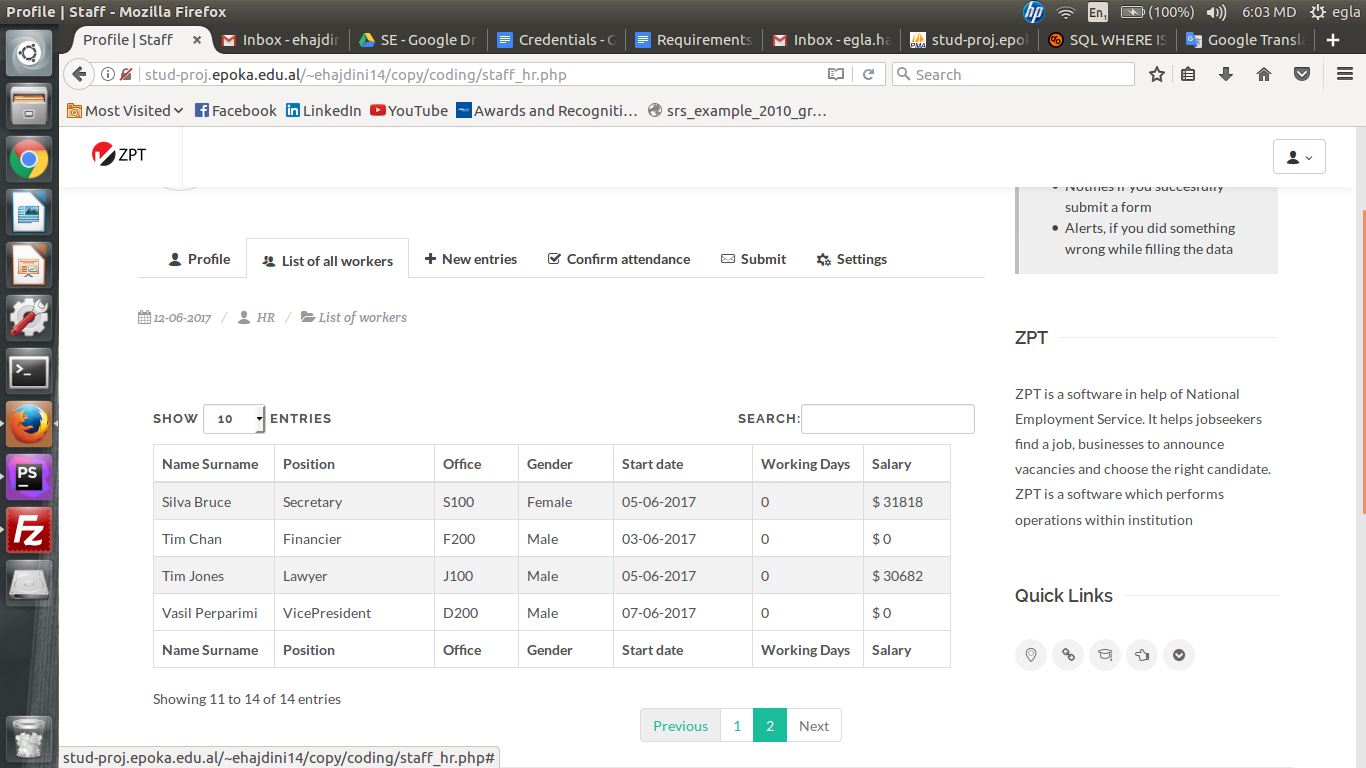 Profile | Staff - Mozilla Firefox
hp En1 (100%) 6:03 MD egla
Profile | Staff × Inbox - ehajdin SE - Google Dr Credentials - G Requirements Inbox - egla.ha stud-proj.epok SQL WHERE IS Google Transla +
stud-proj.epoka.edu.al/~ehajdini14/copy/coding/staff_hr.php Search
Most Visited Facebook LinkedIn YouTube Awards and Recogniti... srs_example_2010_gr...
ZPT
Notifies if you succesfully
submit a form
Alerts, if you did something
wrong while filling the data
Profile List of all workers New entries Confirm attendance Submit Settings
12-06-2017 / HR / List of workers
ZPT
ZPT is a software in help of National
Employment Service. It helps jobseekers
find a job, businesses to announce
vacancies and choose the right candidate.
ZPT is a software which performs
operations within institution
SHOW 10 ENTRIES SEARCH:
Name Surname Position Office Gender Start date Working Days Salary
Silva Bruce Secretary S100 Female 05-06-2017 0 $ 31818
Tim Chan Financier F200 Male 03-06-2017 0 $ 0
Tim Jones Lawyer J100 Male 05-06-2017 0 $ 30682
Vasil Perparimi VicePresident D200 Male 07-06-2017 0 $ 0
Name Surname Position Office Gender Start date Working Days Salary
Quick Links
Showing 11 to 14 of 14 entries
Previous 1 2 Next
PS
Fz
stud-proj.epoka.edu.al/~ehajdini14/copy/coding/staff_hr.php#